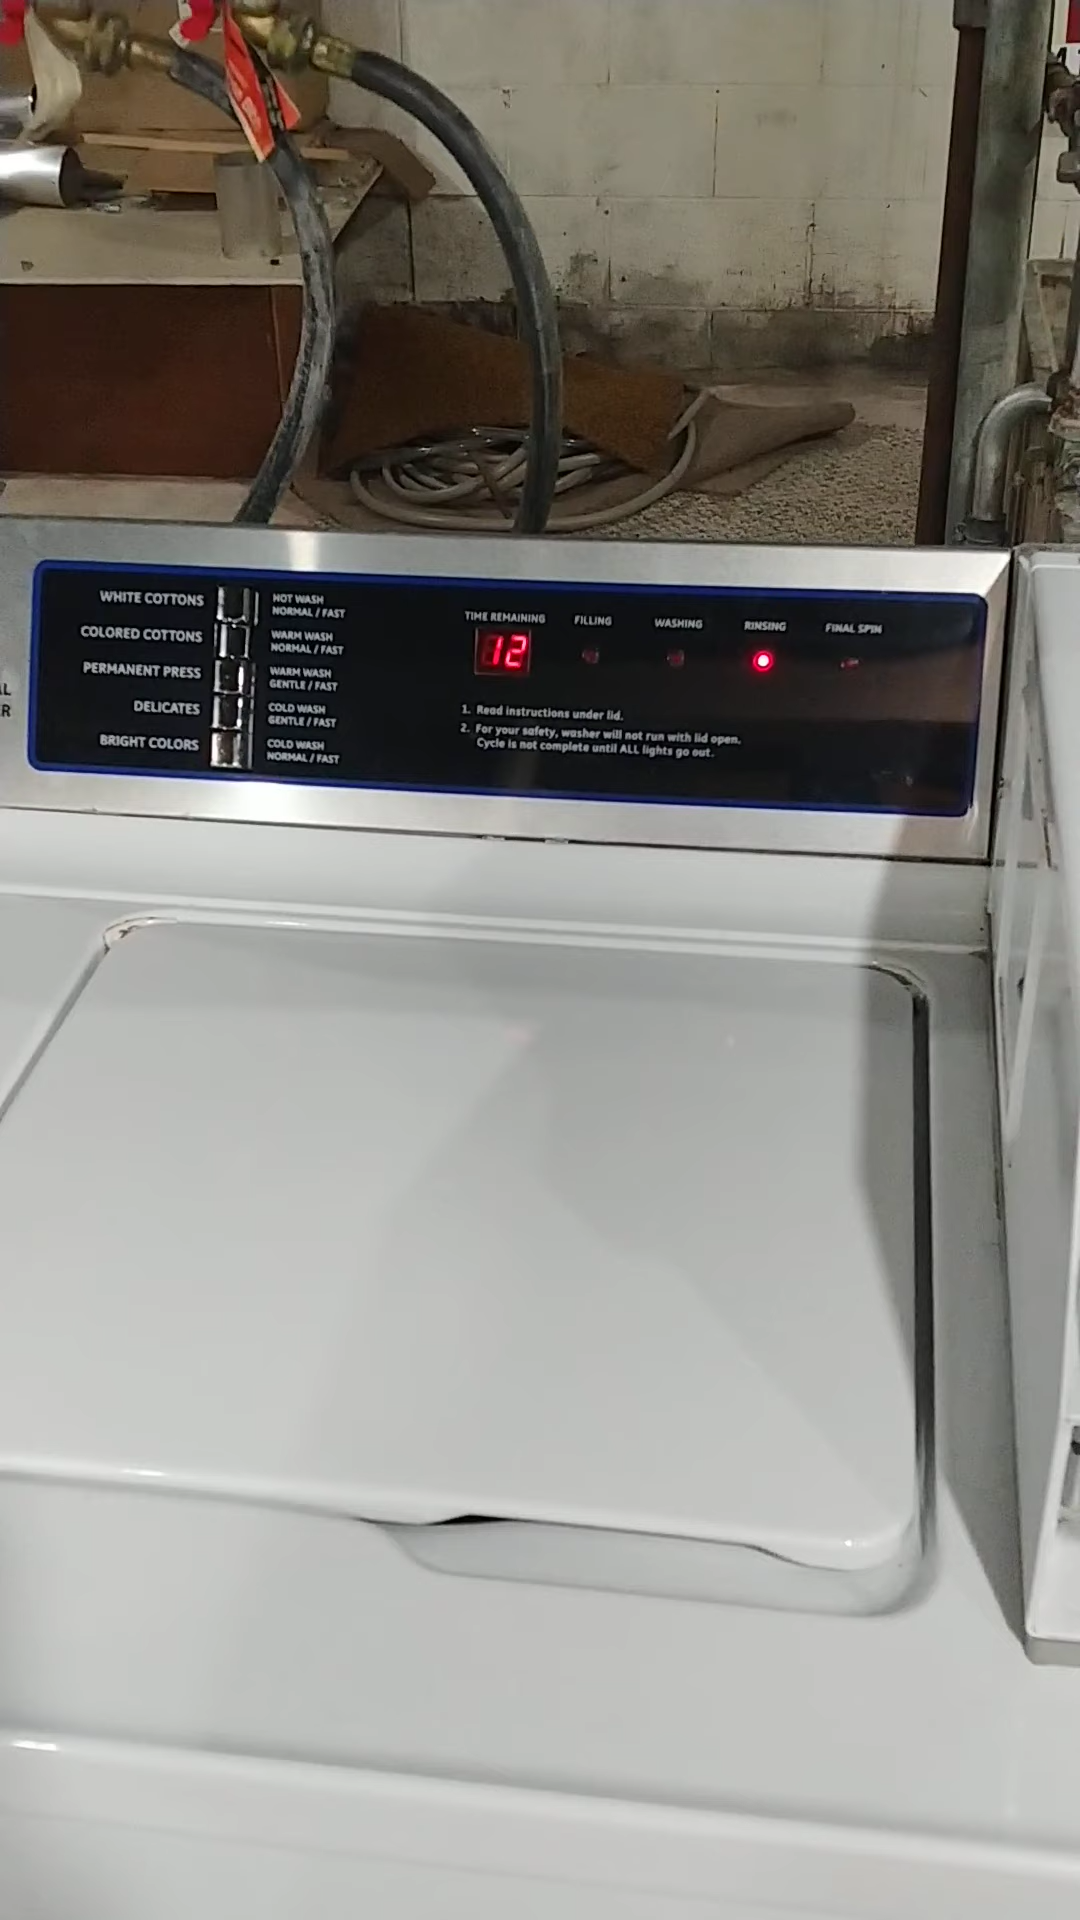 WHITE COTTONS
HOT WASH
NORMAL / FAST
COLORED COTTONS
WARM WASH
NORMAL / FAST
PERMANENT PRESS
WARM WASH
GENTLE / FAST
DELICATES
COLD WASH
GENTLE / FAST
BRIGHT COLORS
COLD WASH
NORMAL / FAST
TIME REMAINING
12
FILLING
WASHING
RINSING
FINAL SPIN
1. Read instructions under lid.
2. For your safety, washer will not run with lid open.
Cycle is not complete until ALL lights go out.